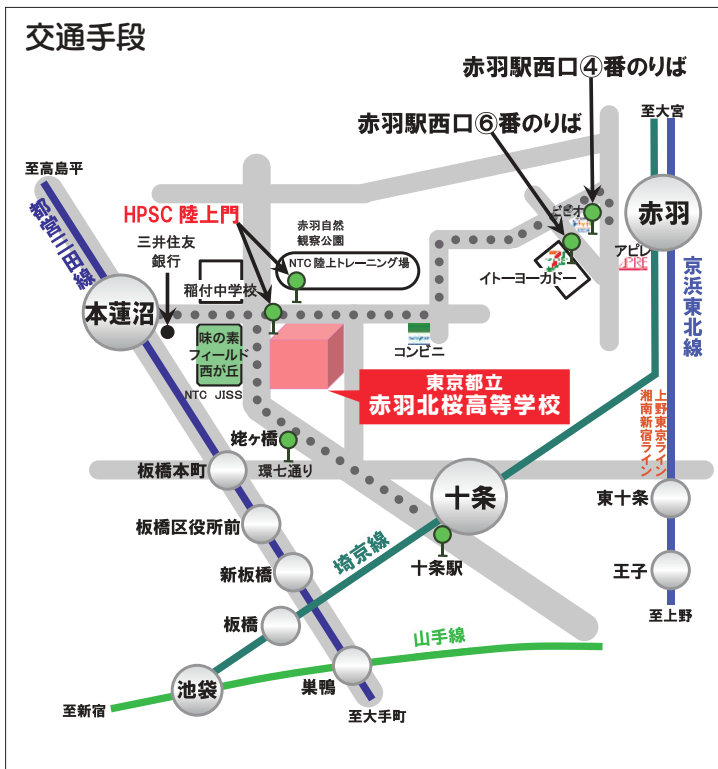 交通手段
赤羽駅西口④番のりば
至大宮
赤羽駅西口⑥番のりば
至高島平
都営三田線
HPSC 陸上門
赤羽自然
観察公園
三井住友
銀行
ビビオ
赤羽
NTC 陸上トレーニング場
アピレ
イトーヨーカドー
京浜東北線
稲付中学校
本蓮沼
味の素
フィールド
西が丘
コンビニ
NTC JISS
東京都立
赤羽北桜高等学校
上野東京ライン
湘南新宿ライン
姥ヶ橋
環七通り
板橋本町
十条
東十条
板橋区役所前
埼京線
十条駅
新板橋
王子
至上野
板橋
山手線
池袋
巣鴨
至新宿
至大手町